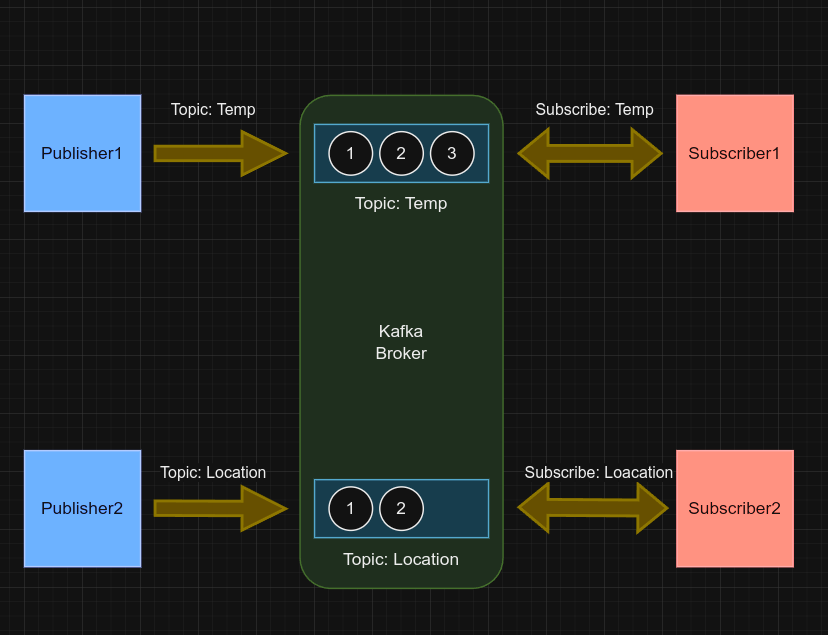 Topic: Temp
Subscribe: Temp
Publisher1
1 2 3
Subscriber1
Topic: Temp
Kafka
Broker
Topic: Location
Subscribe: Loacation
Publisher2
1 2
Subscriber2
Topic: Location